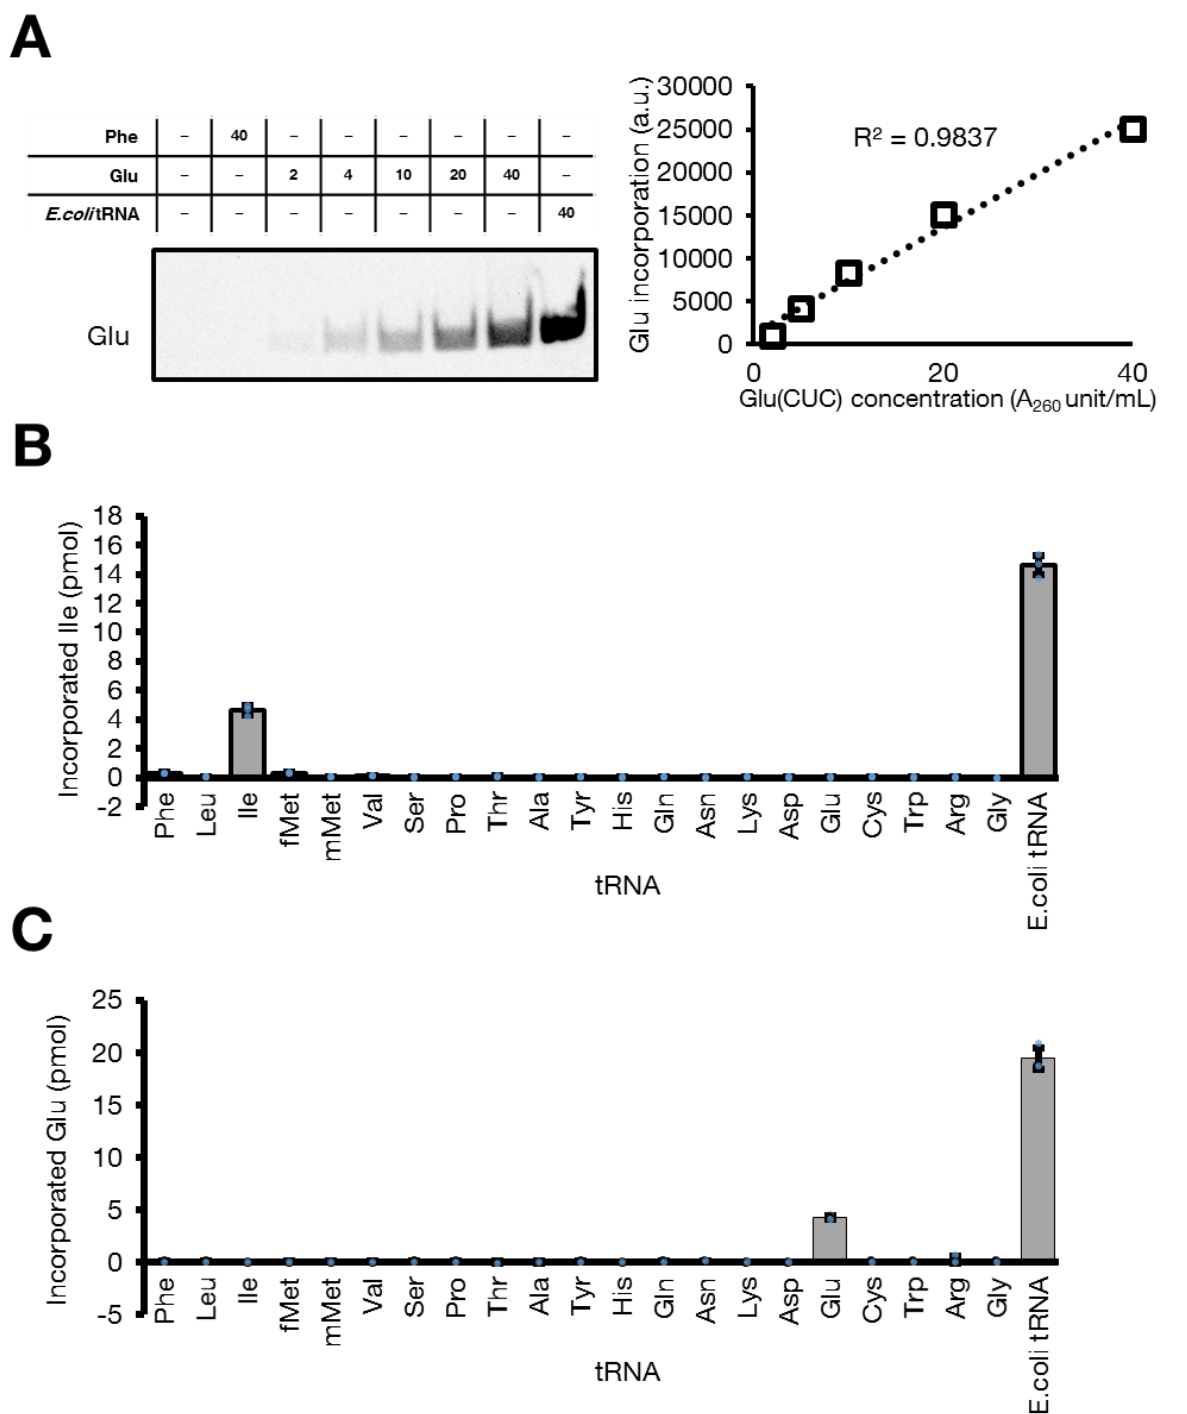 A
Phe – 40 – – – – – –
Glu – – 2 4 10 20 40 –
E.coli tRNA – – – – – – – 40
Glu
Glu incorporation (a.u.)
30000
25000
20000
15000
10000
5000
0
R² = 0.9837
0 20 40
Glu(CUC) concentration (A₂₆₀ unit/mL)
B
Incorporated Ile (pmol)
18
16
14
12
10
8
6
4
2
0
-2
Phe Leu Ile fMet mMet Val Ser Pro Thr Ala Tyr His Gln Asn Lys Asp Glu Cys Trp Arg Gly E.coli tRNA
tRNA
C
Incorporated Glu (pmol)
25
20
15
10
5
0
-5
Phe Leu Ile fMet mMet Val Ser Pro Thr Ala Tyr His Gln Asn Lys Asp Glu Cys Trp Arg Gly E.coli tRNA
tRNA